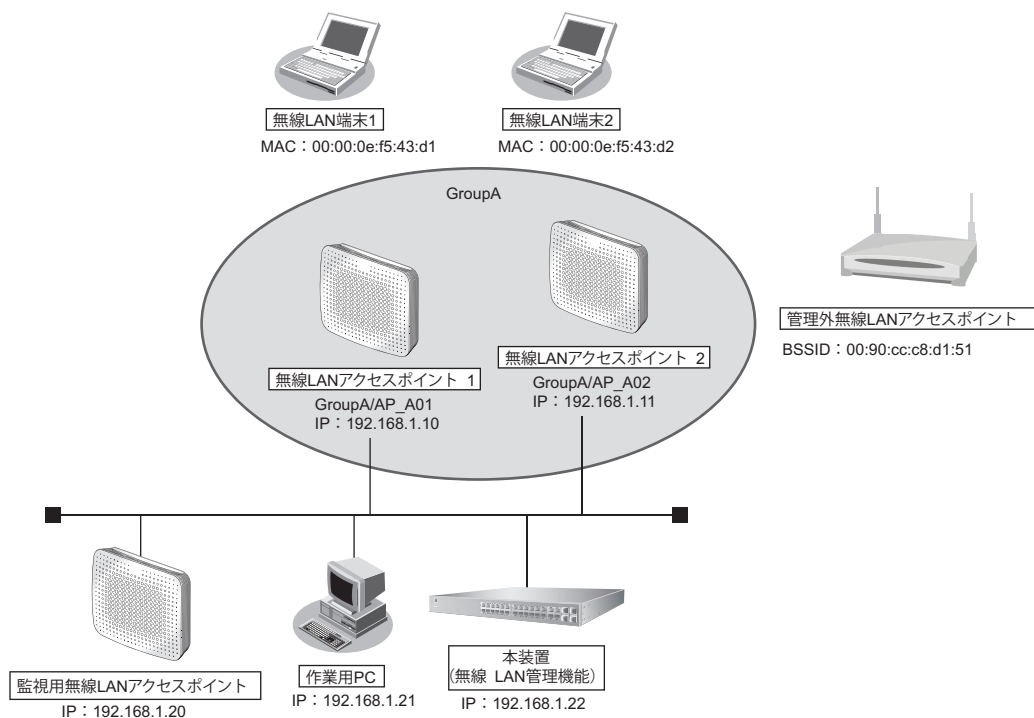 無線LAN端末1
MAC：00:00:0e:f5:43:d1
無線LAN端末2
MAC：00:00:0e:f5:43:d2
GroupA
管理外無線LANアクセスポイント
BSSID：00:90:cc:c8:d1:51
無線LANアクセスポイント 1
GroupA/AP_A01
IP：192.168.1.10
無線LANアクセスポイント 2
GroupA/AP_A02
IP：192.168.1.11
監視用無線LANアクセスポイント
IP：192.168.1.20
作業用PC
IP：192.168.1.21
本装置
(無線 LAN管理機能)
IP：192.168.1.22